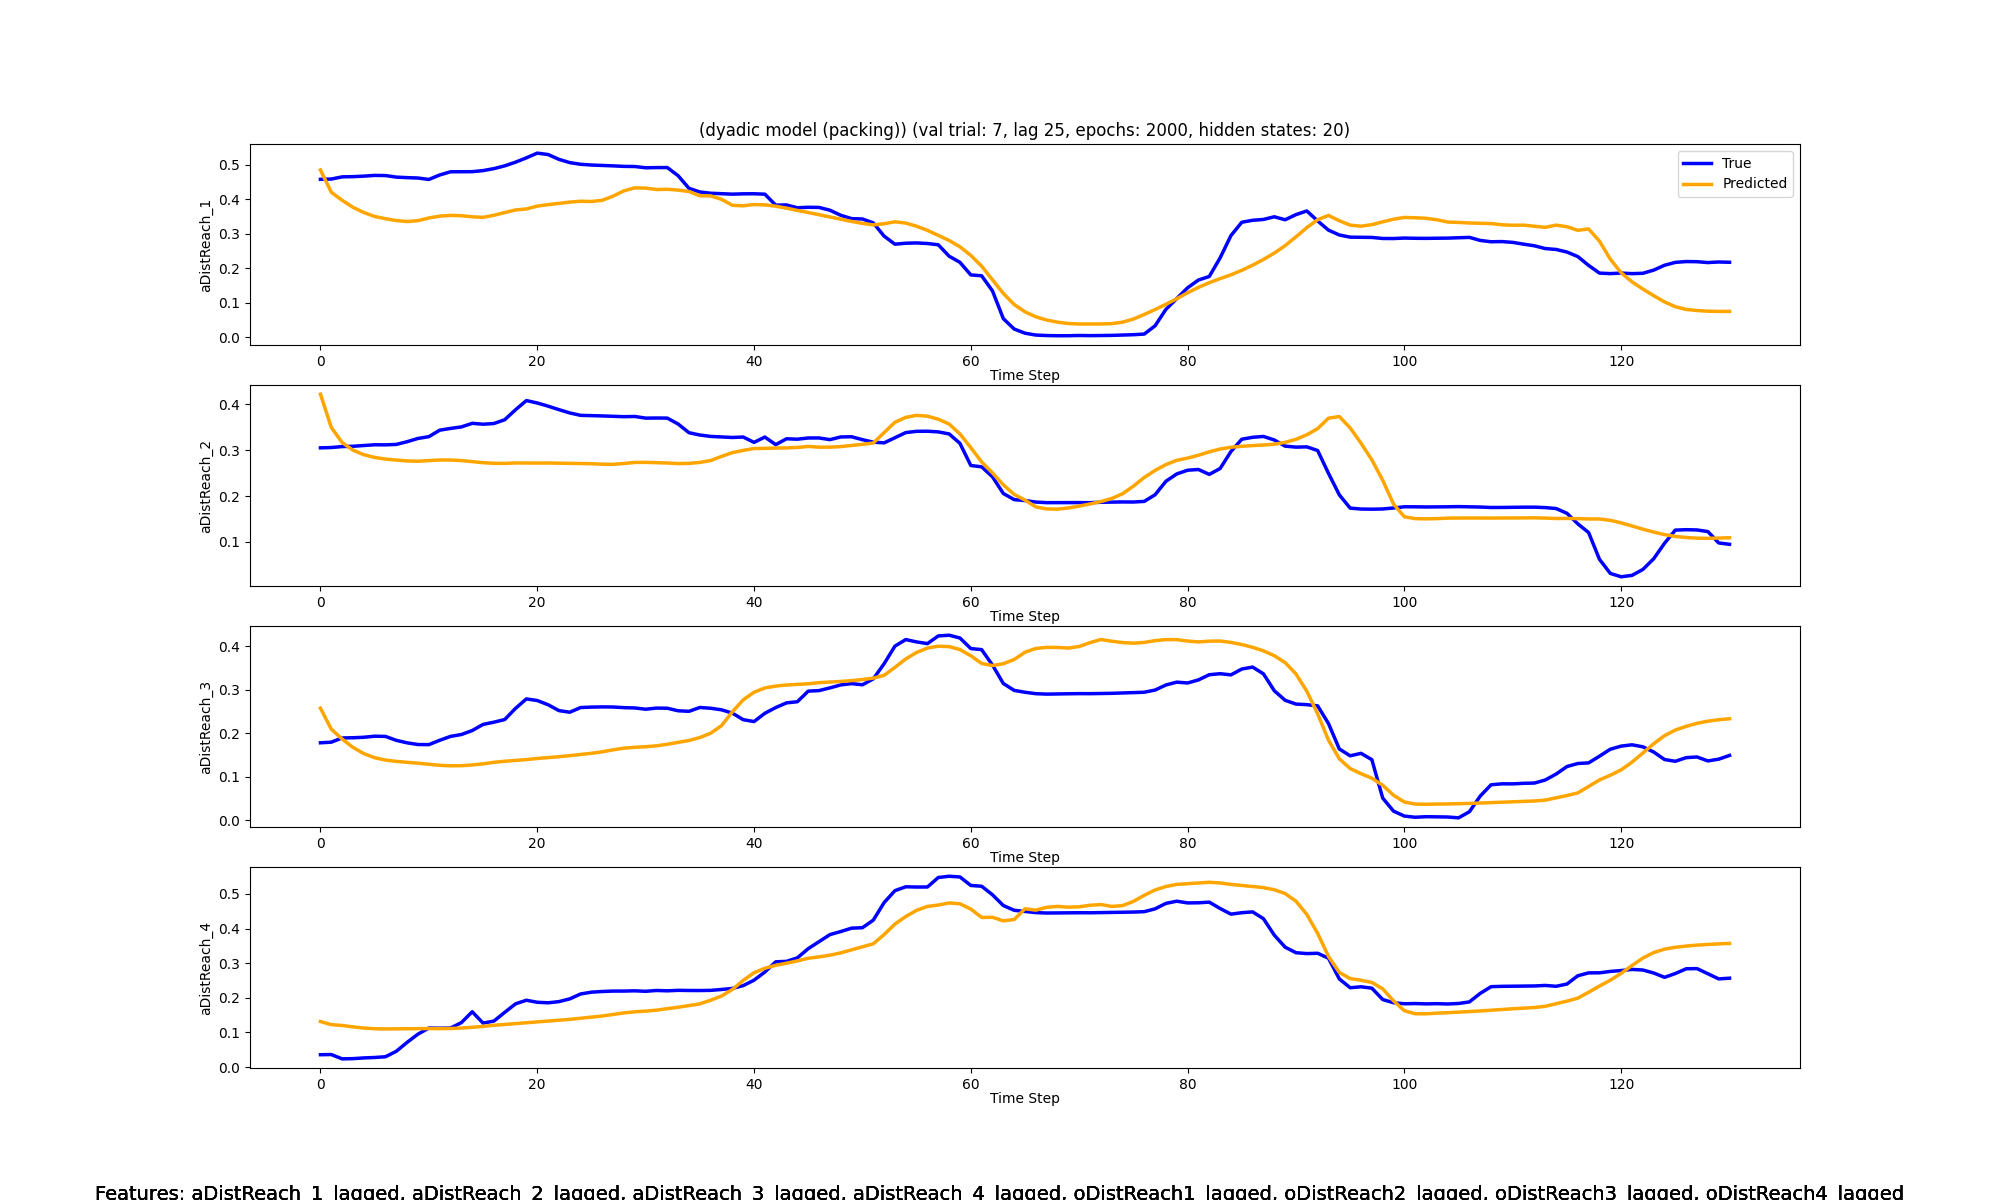 (dyadic model (packing)) (val trial: 7, lag 25, epochs: 2000, hidden states: 20)
True
Predicted
aDistReach_1
0.5
0.4
0.3
0.2
0.1
0.0
0 20 40 60 80 100 120
Time Step
aDistReach_2
0.4
0.3
0.2
0.1
0 20 40 60 80 100 120
Time Step
aDistReach_3
0.4
0.3
0.2
0.1
0.0
0 20 40 60 80 100 120
Time Step
aDistReach_4
0.5
0.4
0.3
0.2
0.1
0.0
0 20 40 60 80 100 120
Time Step
Features: aDistReach_1_lagged, aDistReach_2_lagged, aDistReach_3_lagged, aDistReach_4_lagged, oDistReach1_lagged, oDistReach2_lagged, oDistReach3_lagged, oDistReach4_lagged